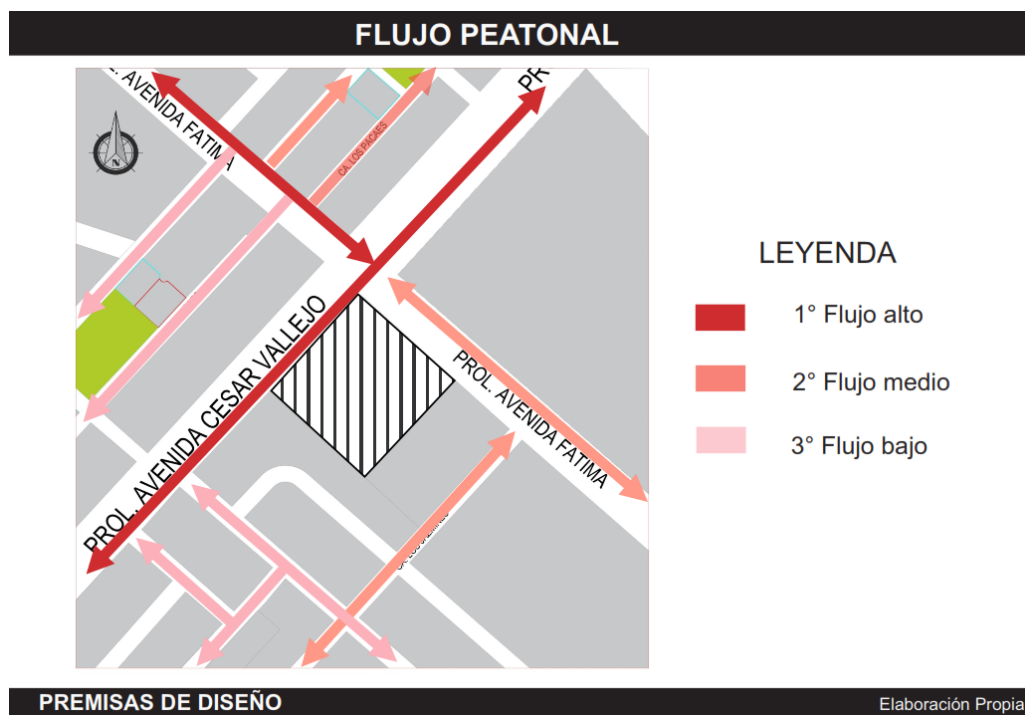 FLUJO PEATONAL
L. AVENIDA FATIMA
PR
CA. LOS PACAES
N
PROL. AVENIDA CESAR VALLEJO
PROL. AVENIDA FATIMA
LEYENDA
1° Flujo alto
2° Flujo medio
3° Flujo bajo
PREMISAS DE DISEÑO
Elaboración Propia